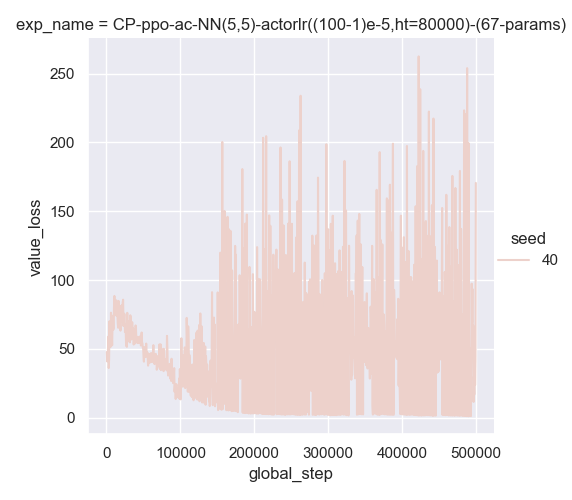 exp_name = CP-ppo-ac-NN(5,5)-actorlr((100-1)e-5,ht=80000)-(67-params)
250
200
150
100
50
0
value_loss
0 100000 200000 300000 400000 500000
global_step
seed
40